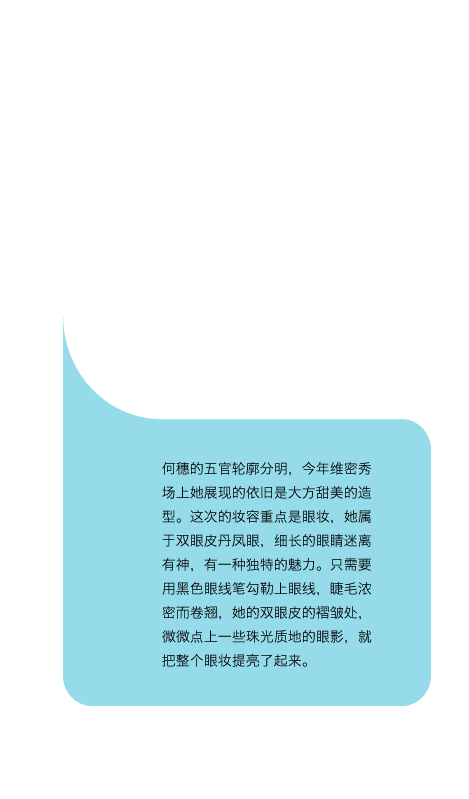 何穗的五官轮廓分明，今年维密秀
场上她展现的依旧是大方甜美的造
型。这次的妆容重点是眼妆，她属
于双眼皮丹凤眼，细长的眼睛迷离
有神，有一种独特的魅力。只需要
用黑色眼线笔勾勒上眼线，睫毛浓
密而卷翘，她的双眼皮的褶皱处，
微微点上一些珠光质地的眼影，就
把整个眼妆提亮了起来。